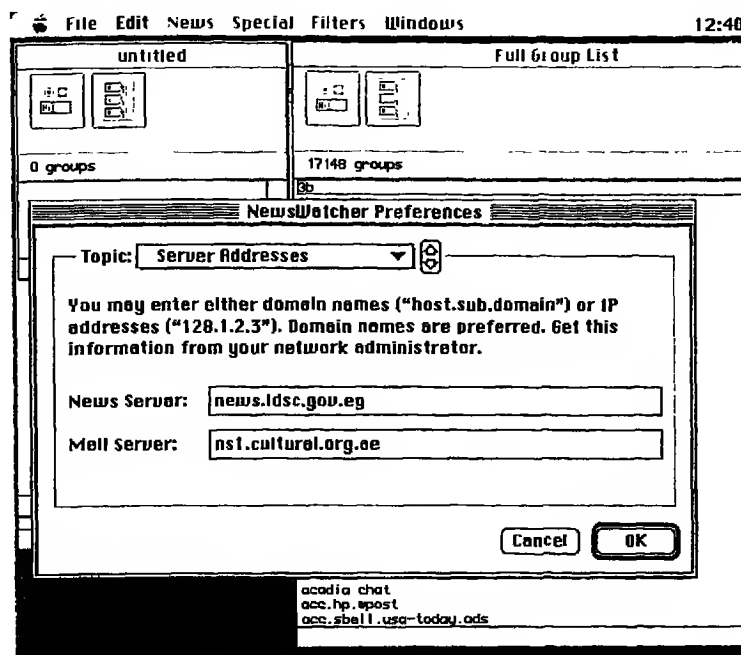 File Edit News Special Filters Windows 12:40
untitled
Full Group List
0 groups
17148 groups
3b
NewsWatcher Preferences
Topic: Server Addresses
You may enter either domain names ("host.sub.domain") or IP
addresses ("128.1.2.3"). Domain names are preferred. Get this
information from your network administrator.
News Server: news.idsc.gov.eg
Mail Server: ns1.cultural.org.ae
Cancel OK
acadia chat
acc.hp.wpost
acc.sbell.usa-today.ads